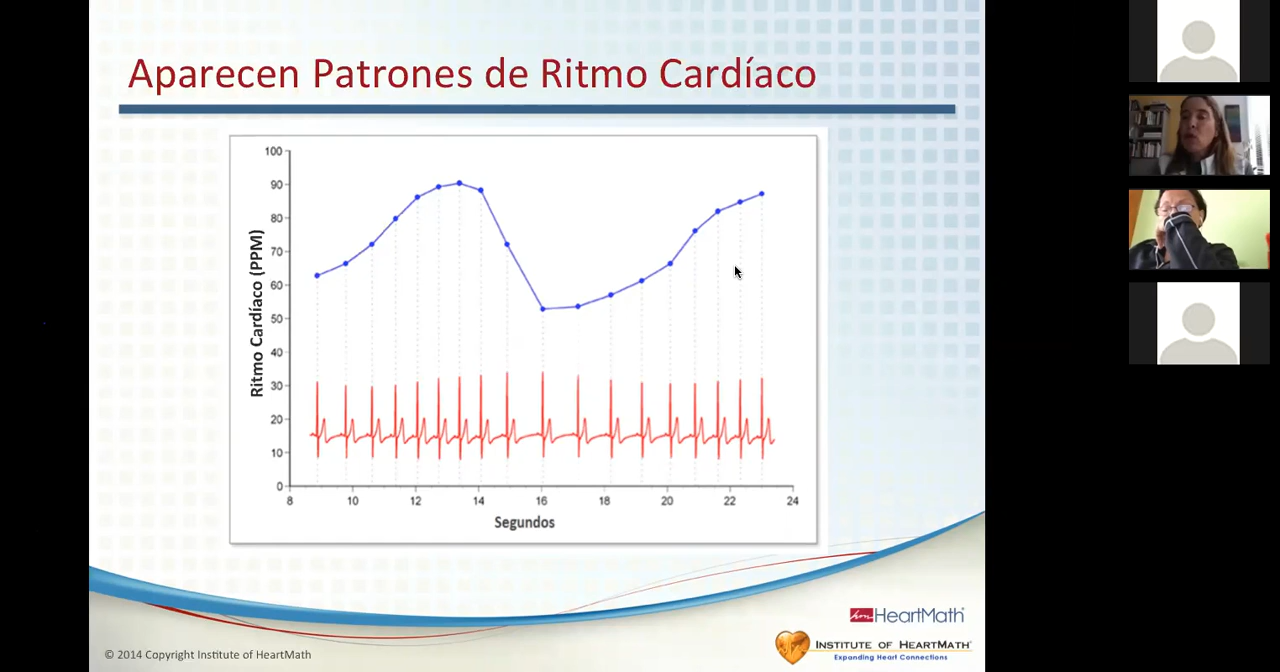 Aparecen Patrones de Ritmo Cardíaco
100
90
80
70
60
50
40
30
20
10
0
Ritmo Cardíaco (PPM)
8 10 12 14 16 18 20 22 24
Segundos
HeartMath
INSTITUTE OF HEARTMATH
Expanding Heart Connections
© 2014 Copyright Institute of HeartMath